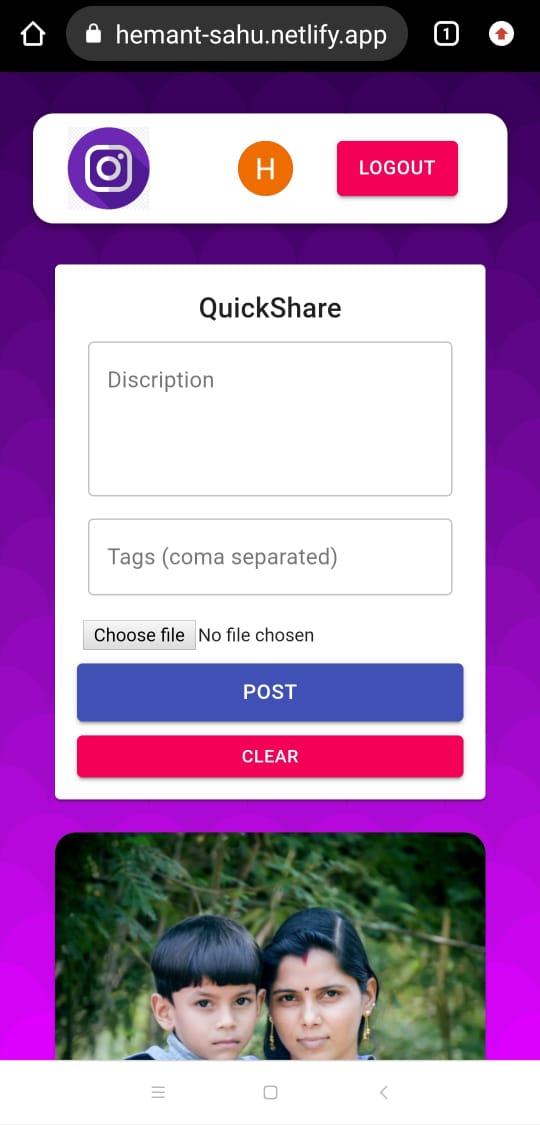 hemant-sahu.netlify.app
1
H
LOGOUT
QuickShare
Discription
Tags (coma separated)
Choose file No file chosen
POST
CLEAR